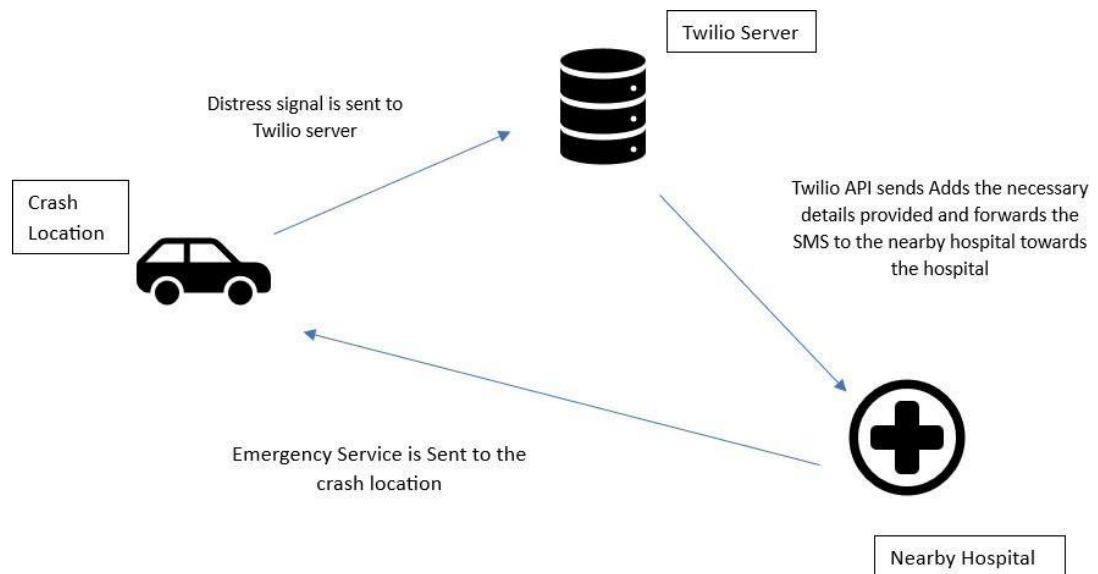 Twilio Server
Distress signal is sent to
Twilio server
Crash
Location
Twilio API sends Adds the necessary
details provided and forwards the
SMS to the nearby hospital towards
the hospital
Emergency Service is Sent to the
crash location
Nearby Hospital